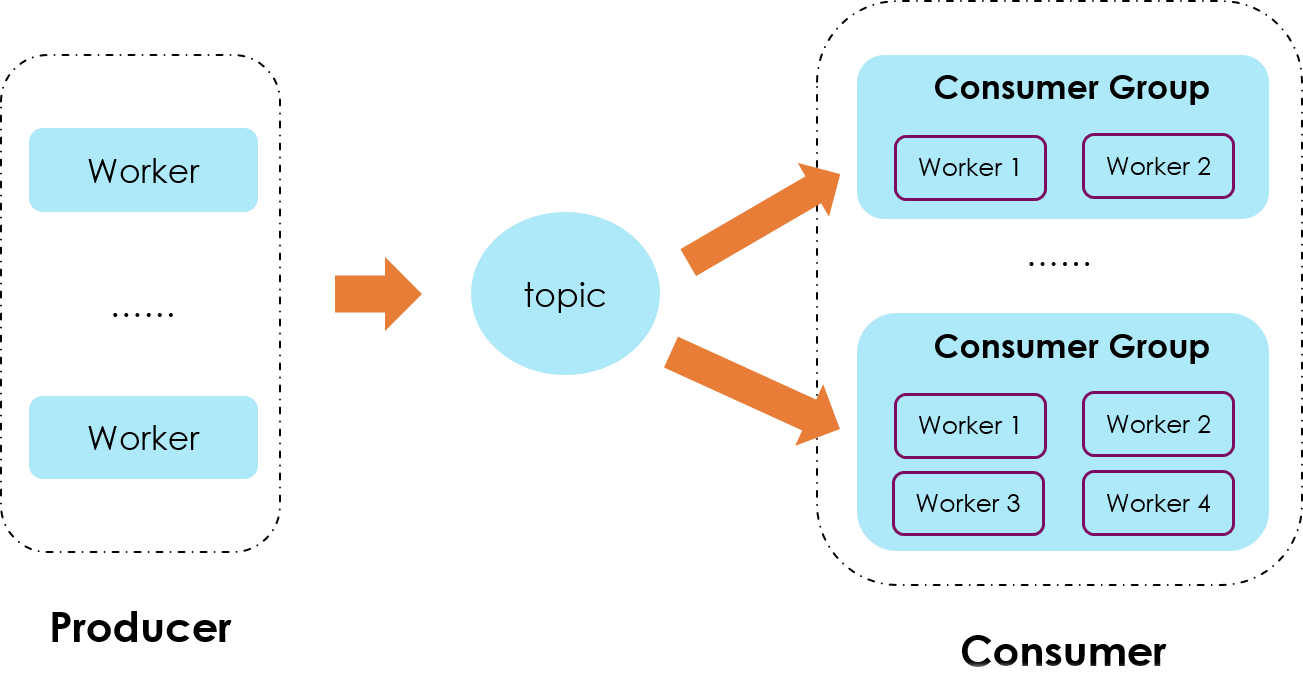 Worker
……
Worker
Producer
topic
Consumer Group
Worker 1
Worker 2
……
Consumer Group
Worker 1
Worker 2
Worker 3
Worker 4
Consumer